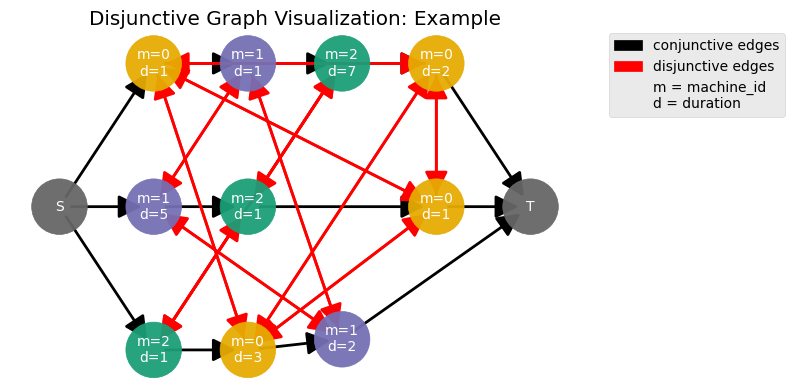 Disjunctive Graph Visualization: Example
conjunctive edges
disjunctive edges
m = machine_id
d = duration
m=0
d=1
m=1
d=1
m=2
d=7
m=0
d=2
S
m=1
d=5
m=2
d=1
m=0
d=1
T
m=2
d=1
m=0
d=3
m=1
d=2